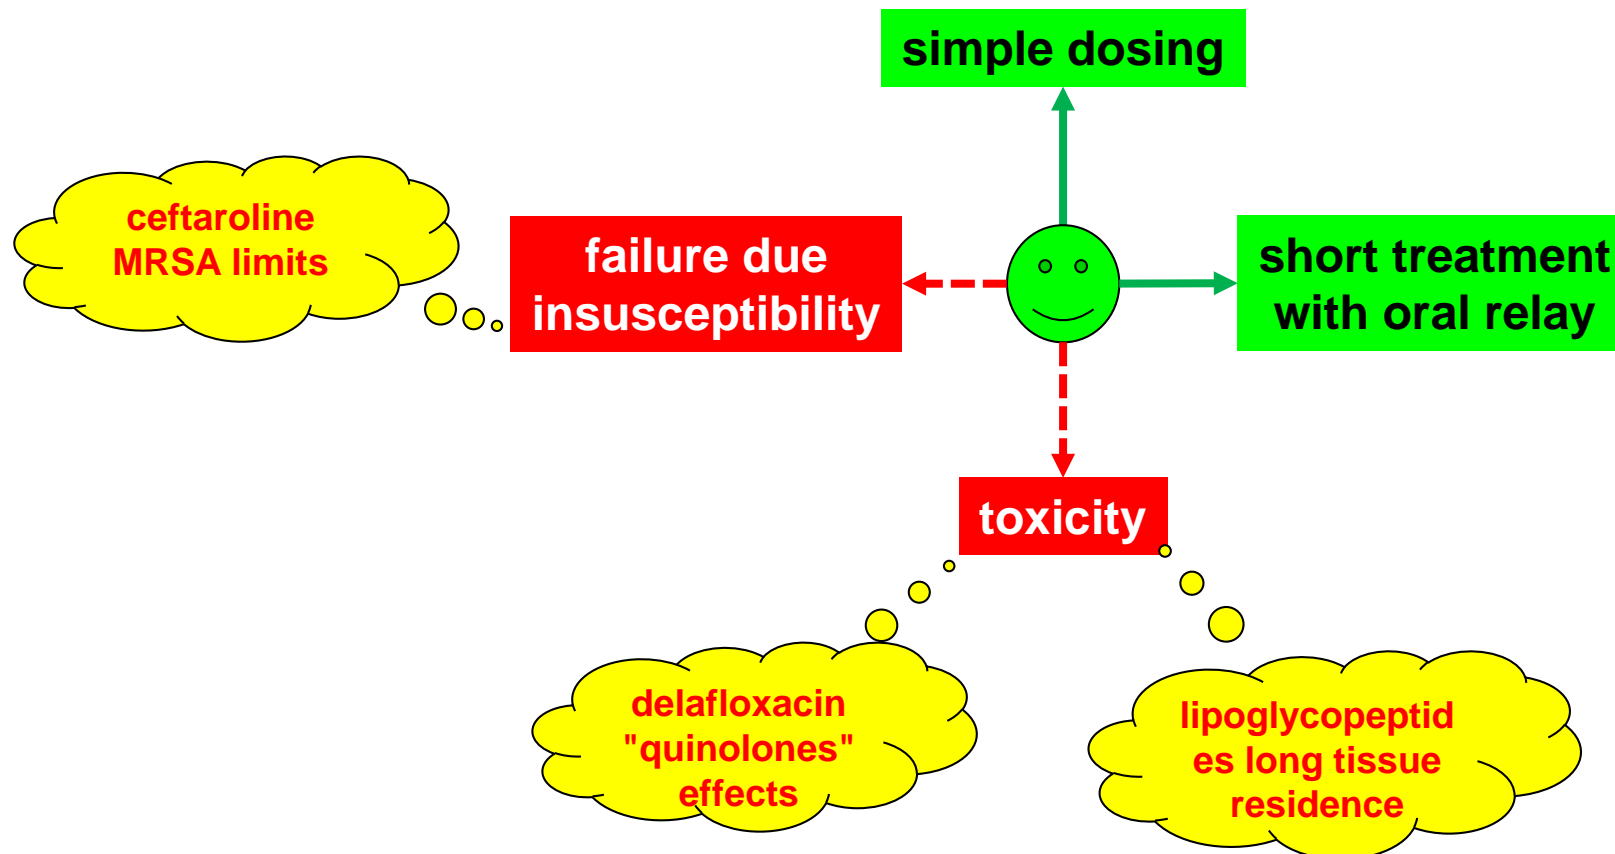 simple dosing
ceftaroline
MRSA limits
failure due
insusceptibility
short treatment
with oral relay
toxicity
delafloxacin
"quinolones"
effects
lipoglycopeptid
es long tissue
residence